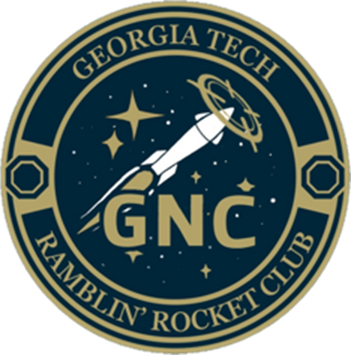 GEORGIA TECH
GNC
RAMBLIN' ROCKET CLUB